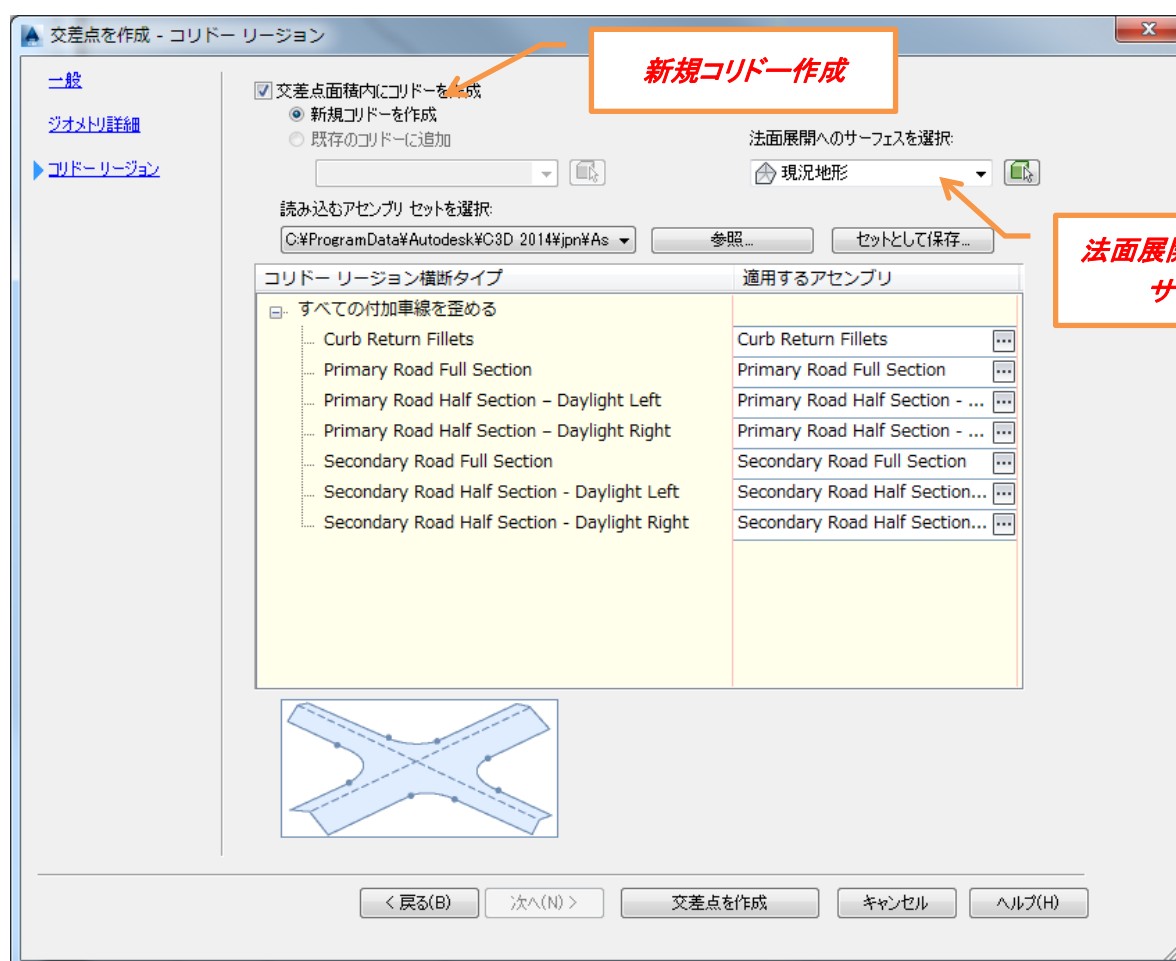 交差点を作成 - コリドー リージョン
新規コリドー作成
一般
ジオメトリ詳細
コリドー リージョン
交差点面積内にコリドーを作成
新規コリドーを作成
既存のコリドーに追加
法面展開へのサーフェスを選択:
現況地形
読み込むアセンブリ セットを選択:
C:¥ProgramData¥Autodesk¥C3D 2014¥jpn¥As
参照...
セットとして保存...
法面展開
サ
コリドー リージョン横断タイプ 適用するアセンブリ
すべての付加車線を歪める
Curb Return Fillets Curb Return Fillets
Primary Road Full Section Primary Road Full Section
Primary Road Half Section – Daylight Left Primary Road Half Section - ...
Primary Road Half Section – Daylight Right Primary Road Half Section - ...
Secondary Road Full Section Secondary Road Full Section
Secondary Road Half Section - Daylight Left Secondary Road Half Section...
Secondary Road Half Section - Daylight Right Secondary Road Half Section...
< 戻る(B) 次へ(N) > 交差点を作成 キャンセル ヘルプ(H)